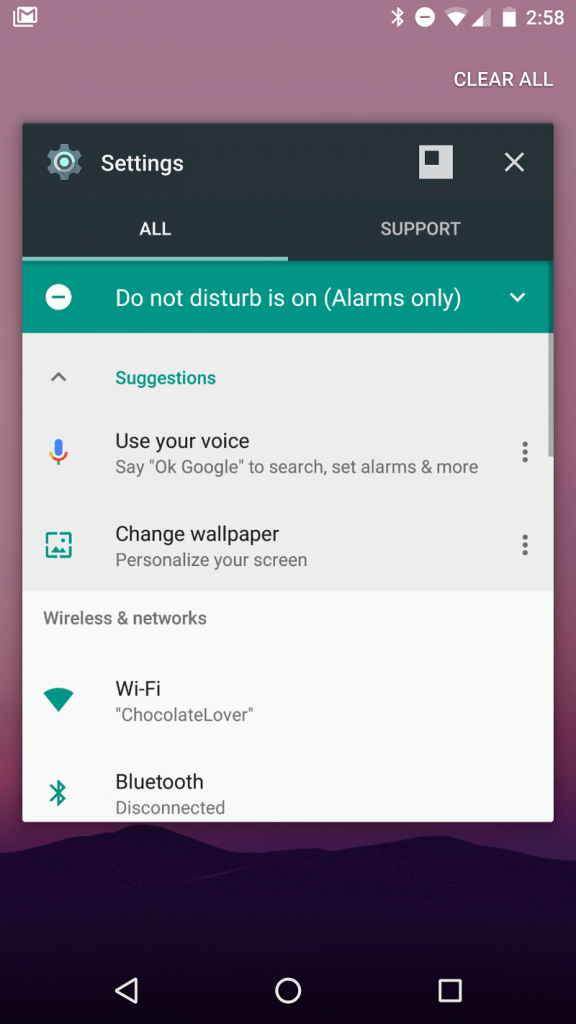 2:58
CLEAR ALL
Settings
ALL
SUPPORT
Do not disturb is on (Alarms only)
Suggestions
Use your voice
Say "Ok Google" to search, set alarms & more
Change wallpaper
Personalize your screen
Wireless & networks
Wi-Fi
"ChocolateLover"
Bluetooth
Disconnected